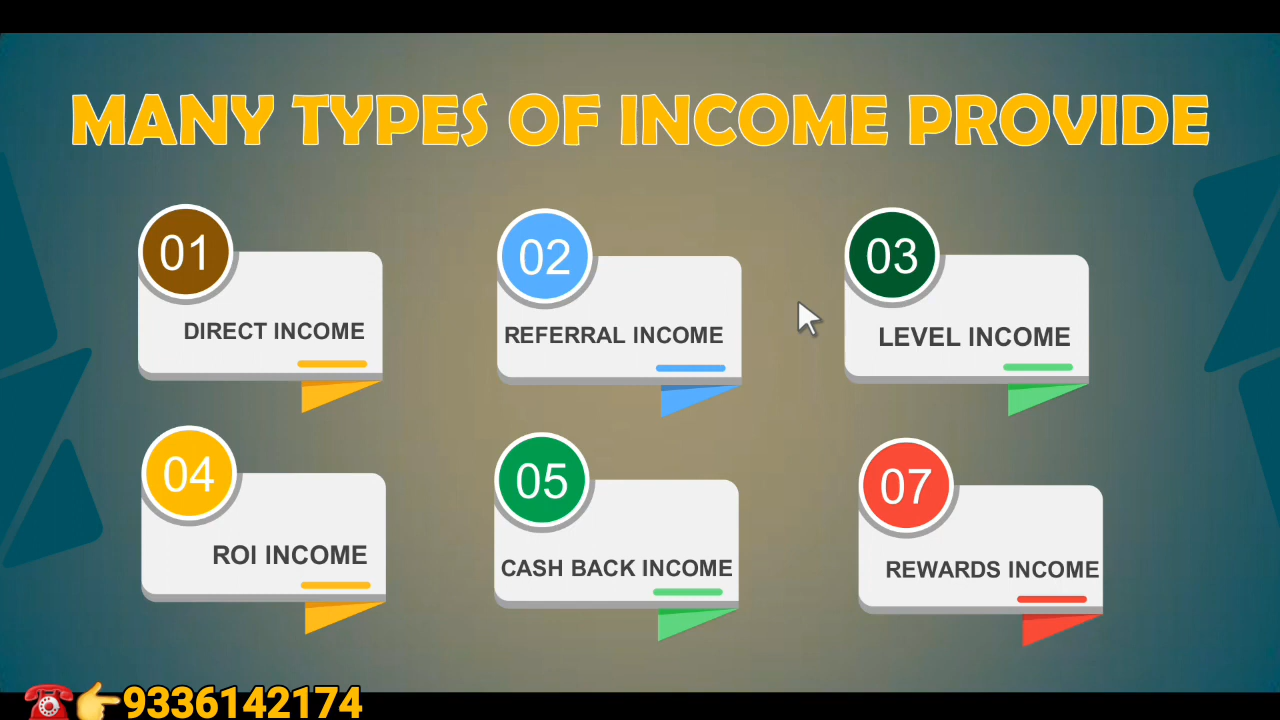 MANY TYPES OF INCOME PROVIDE
01
DIRECT INCOME
02
REFERRAL INCOME
03
LEVEL INCOME
04
ROI INCOME
05
CASH BACK INCOME
07
REWARDS INCOME
☎️👉9336142174